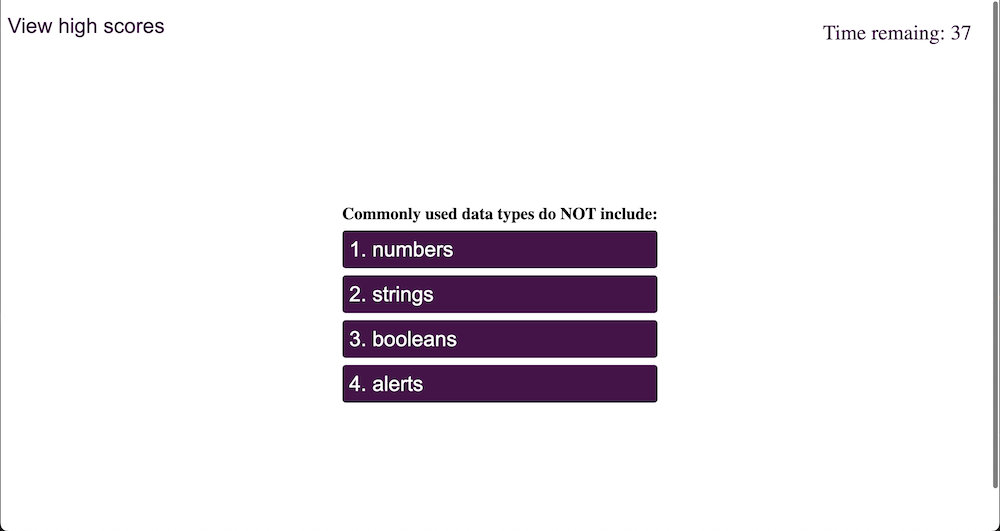 View high scores
Time remaing: 37
Commonly used data types do NOT include:
1. numbers
2. strings
3. booleans
4. alerts